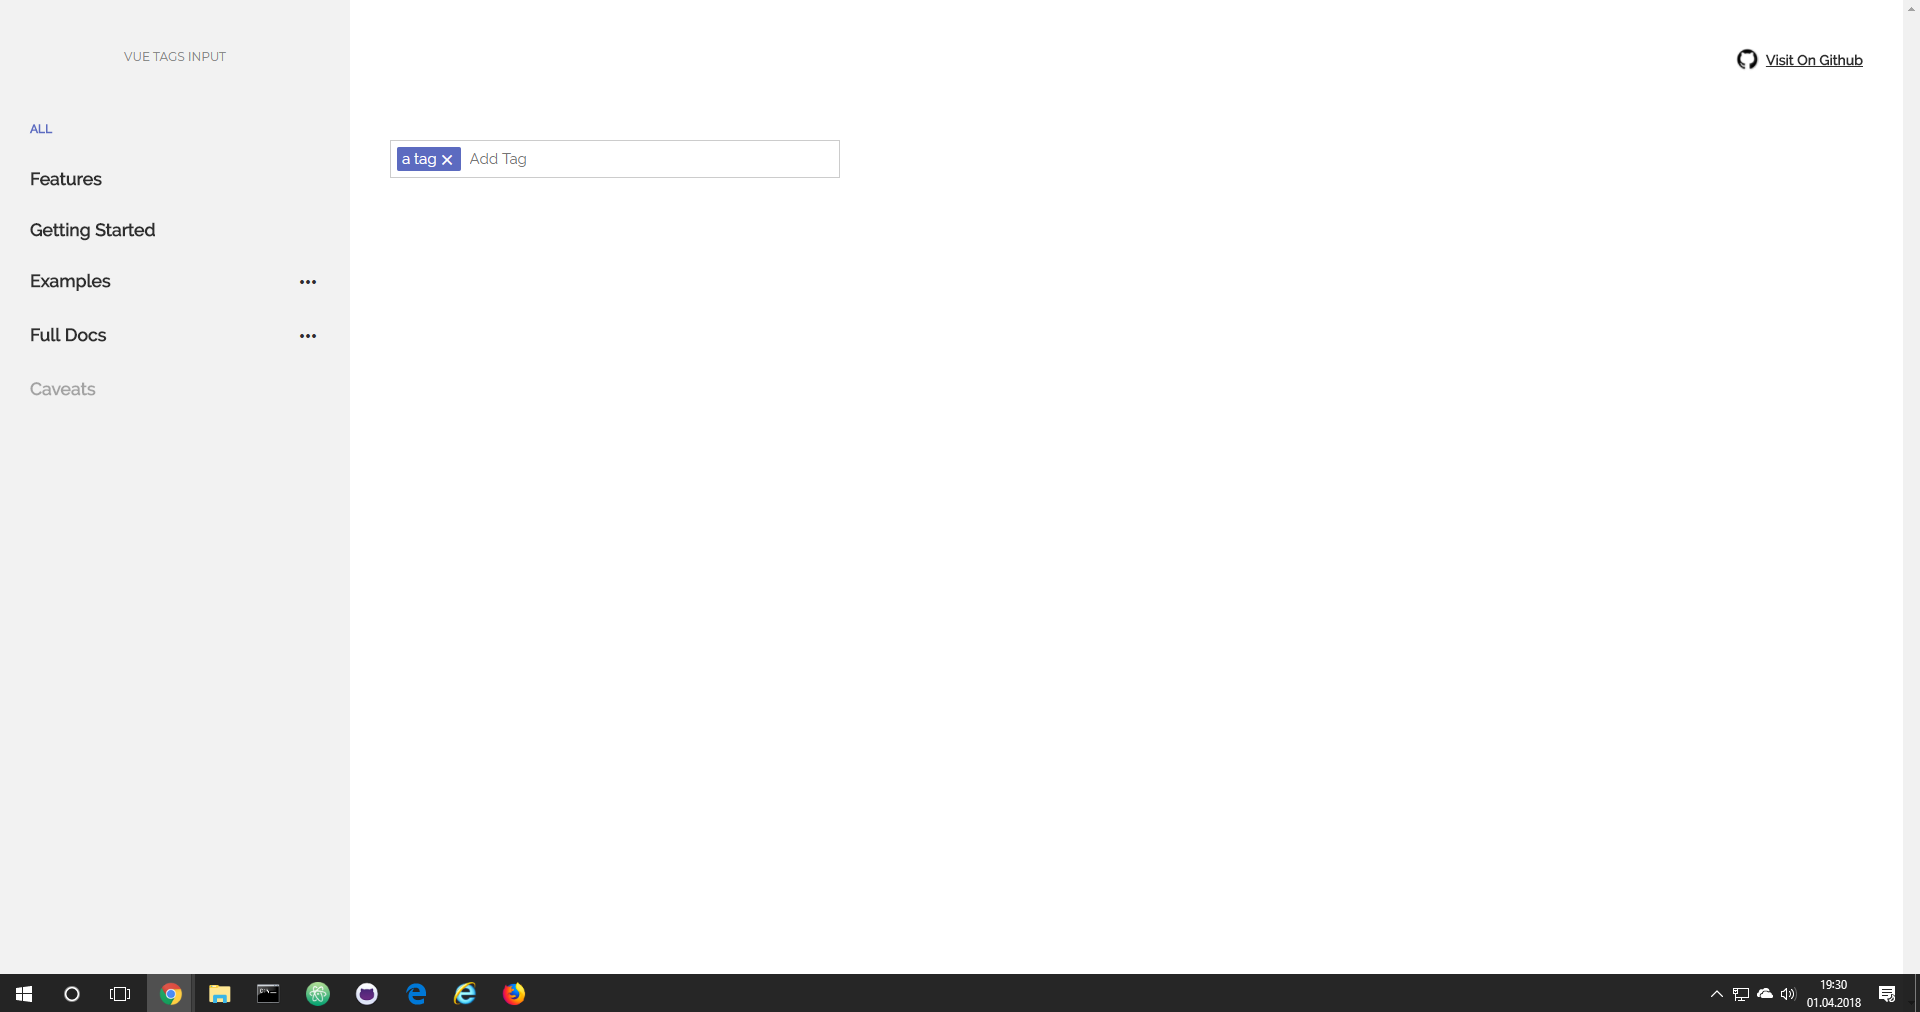 VUE TAGS INPUT
Visit On Github
ALL
a tag
Add Tag
Features
Getting Started
Examples
Full Docs
Caveats
19:30
01.04.2018